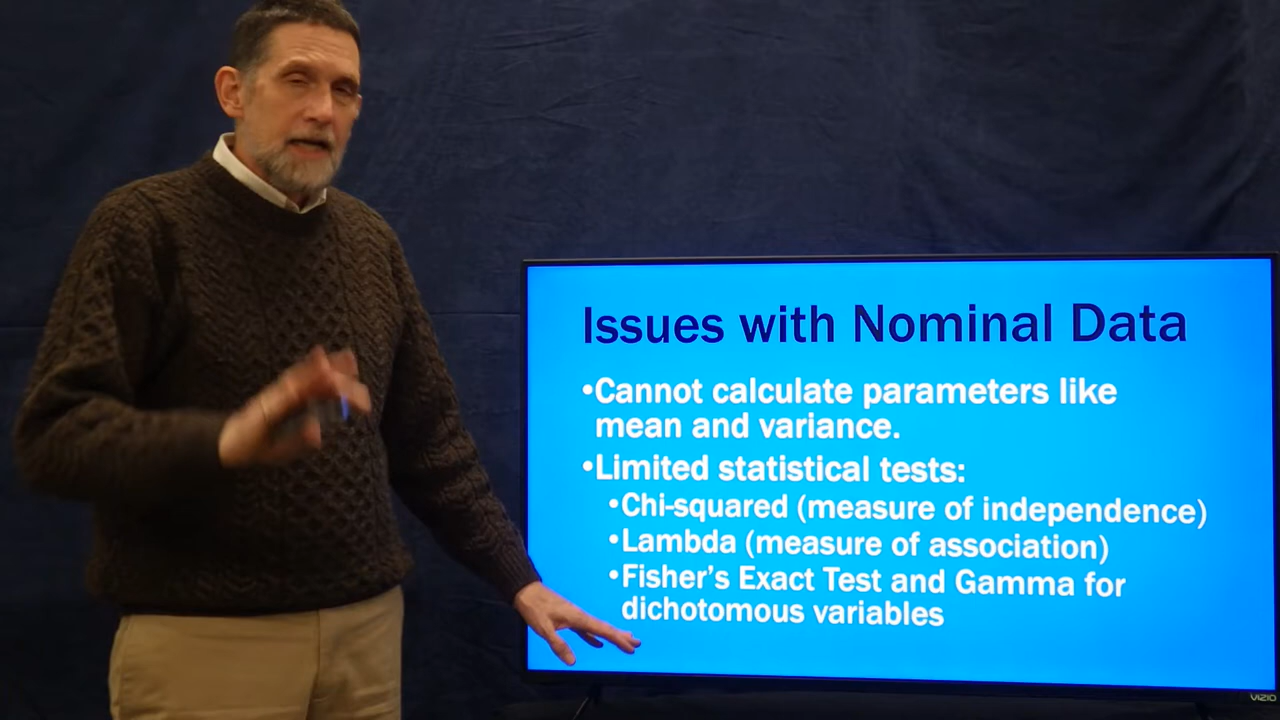 Issues with Nominal Data
•Cannot calculate parameters like
mean and variance.
•Limited statistical tests:
•Chi-squared (measure of independence)
•Lambda (measure of association)
•Fisher's Exact Test and Gamma for
dichotomous variables
VIZIO